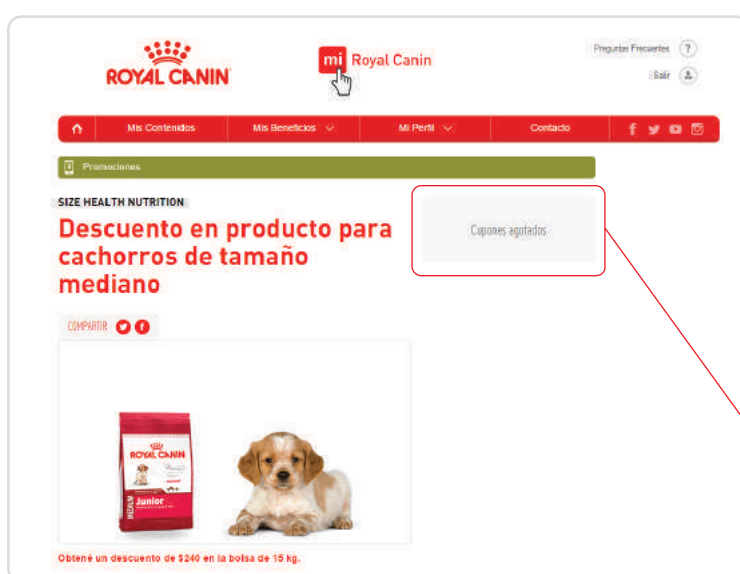 ROYAL CANIN
mi Royal Canin
Preguntas Frecuentes ?
Salir
Mis Contenidos
Mis Beneficios
Mi Perfil
Contacto
Promociones
SIZE HEALTH NUTRITION
Descuento en producto para
cachorros de tamaño
mediano
Cupones agotados
COMPARTIR
ROYAL CANIN
MEDIUM
Junior
Obtené un descuento de $240 en la bolsa de 15 kg.